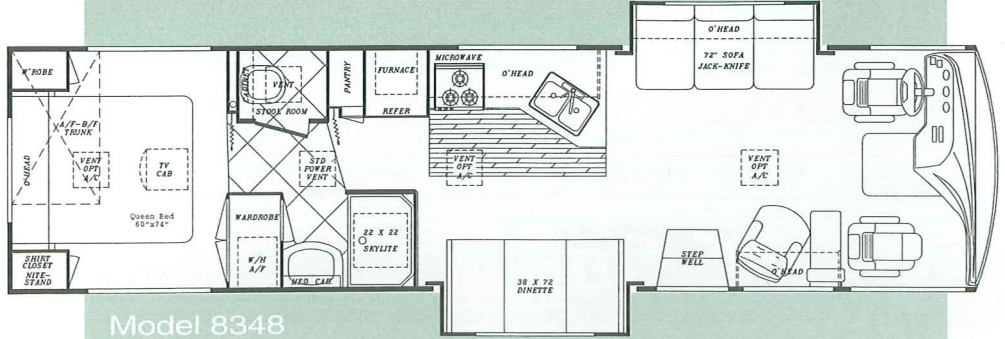 O'HEAD
72" SOFA
JACK-KNIFE
MICROWAVE
O'HEAD
FURNACE
REFER
PANTRY
CABINET
VENT
STOOL ROOM
W'ROBE
A/F-B/F
TRUNK
O'HEAD
VENT
OPT
A/C
TV
CAB
Queen Bed
60"x74"
STD
POWER
VENT
VENT
OPT
A/C
VENT
OPT
A/C
SHIRT
CLOSET
NITE-
STAND
WARDROBE
W/H
A/F
MED CAB
22 X 22
SKYLITE
38 X 72
DINETTE
STEP
WELL
O'HEAD
Model 8348